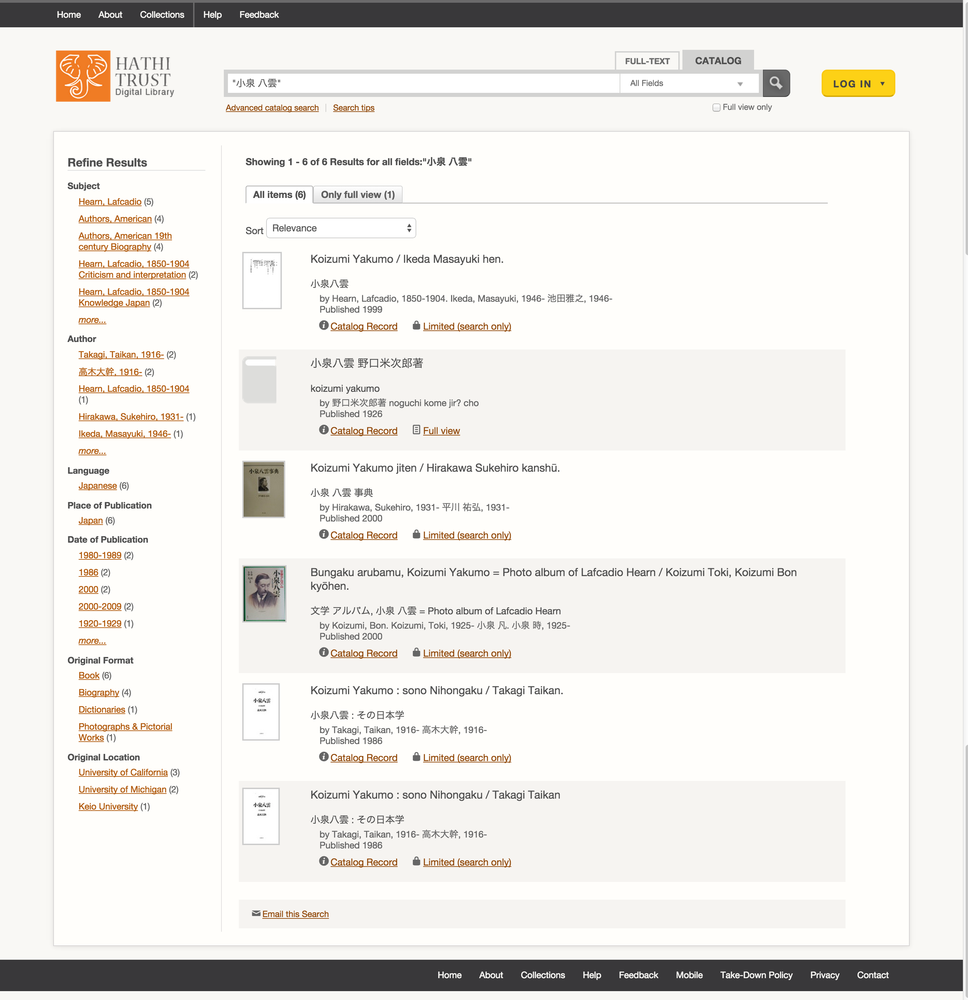 Home About Collections Help Feedback
HATHI
TRUST
Digital Library
FULL-TEXT CATALOG
"小泉 八雲" All Fields
LOG IN
Advanced catalog search Search tips Full view only
Refine Results
Subject
Hearn, Lafcadio (5)
Authors, American (4)
Authors, American 19th
century Biography (4)
Hearn, Lafcadio, 1850-1904
Criticism and interpretation (2)
Hearn, Lafcadio, 1850-1904
Knowledge Japan (2)
more...
Author
Takagi, Taikan, 1916- (2)
高木大幹, 1916- (2)
Hearn, Lafcadio, 1850-1904
(1)
Hirakawa, Sukehiro, 1931- (1)
Ikeda, Masayuki, 1946- (1)
more...
Language
Japanese (6)
Place of Publication
Japan (6)
Date of Publication
1980-1989 (2)
1986 (2)
2000 (2)
2000-2009 (2)
1920-1929 (1)
more...
Original Format
Book (6)
Biography (4)
Dictionaries (1)
Photographs & Pictorial
Works (1)
Original Location
University of California (3)
University of Michigan (2)
Keio University (1)
Showing 1 - 6 of 6 Results for all fields:"小泉 八雲"
All items (6) Only full view (1)
Sort Relevance
Koizumi Yakumo / Ikeda Masayuki hen.
小泉八雲
by Hearn, Lafcadio, 1850-1904. Ikeda, Masayuki, 1946- 池田雅之, 1946-
Published 1999
Catalog Record Limited (search only)
小泉八雲 野口米次郎著
koizumi yakumo
by 野口米次郎著 noguchi kome jir? cho
Published 1926
Catalog Record Full view
小泉八雲事典
Koizumi Yakumo jiten / Hirakawa Sukehiro kanshū.
小泉 八雲 事典
by Hirakawa, Sukehiro, 1931- 平川 祐弘, 1931-
Published 2000
Catalog Record Limited (search only)
小泉八雲
Bungaku arubamu, Koizumi Yakumo = Photo album of Lafcadio Hearn / Koizumi Toki, Koizumi Bon
kyōhen.
文学 アルバム, 小泉 八雲 = Photo album of Lafcadio Hearn
by Koizumi, Bon. Koizumi, Toki, 1925- 小泉 凡. 小泉 時, 1925-
Published 2000
Catalog Record Limited (search only)
小泉八雲
Koizumi Yakumo : sono Nihongaku / Takagi Taikan.
小泉八雲 : その日本学
by Takagi, Taikan, 1916- 高木大幹, 1916-
Published 1986
Catalog Record Limited (search only)
小泉八雲
Koizumi Yakumo : sono Nihongaku / Takagi Taikan
小泉八雲 : その日本学
by Takagi, Taikan, 1916- 高木大幹, 1916-
Published 1986
Catalog Record Limited (search only)
Email this Search
Home About Collections Help Feedback Mobile Take-Down Policy Privacy Contact